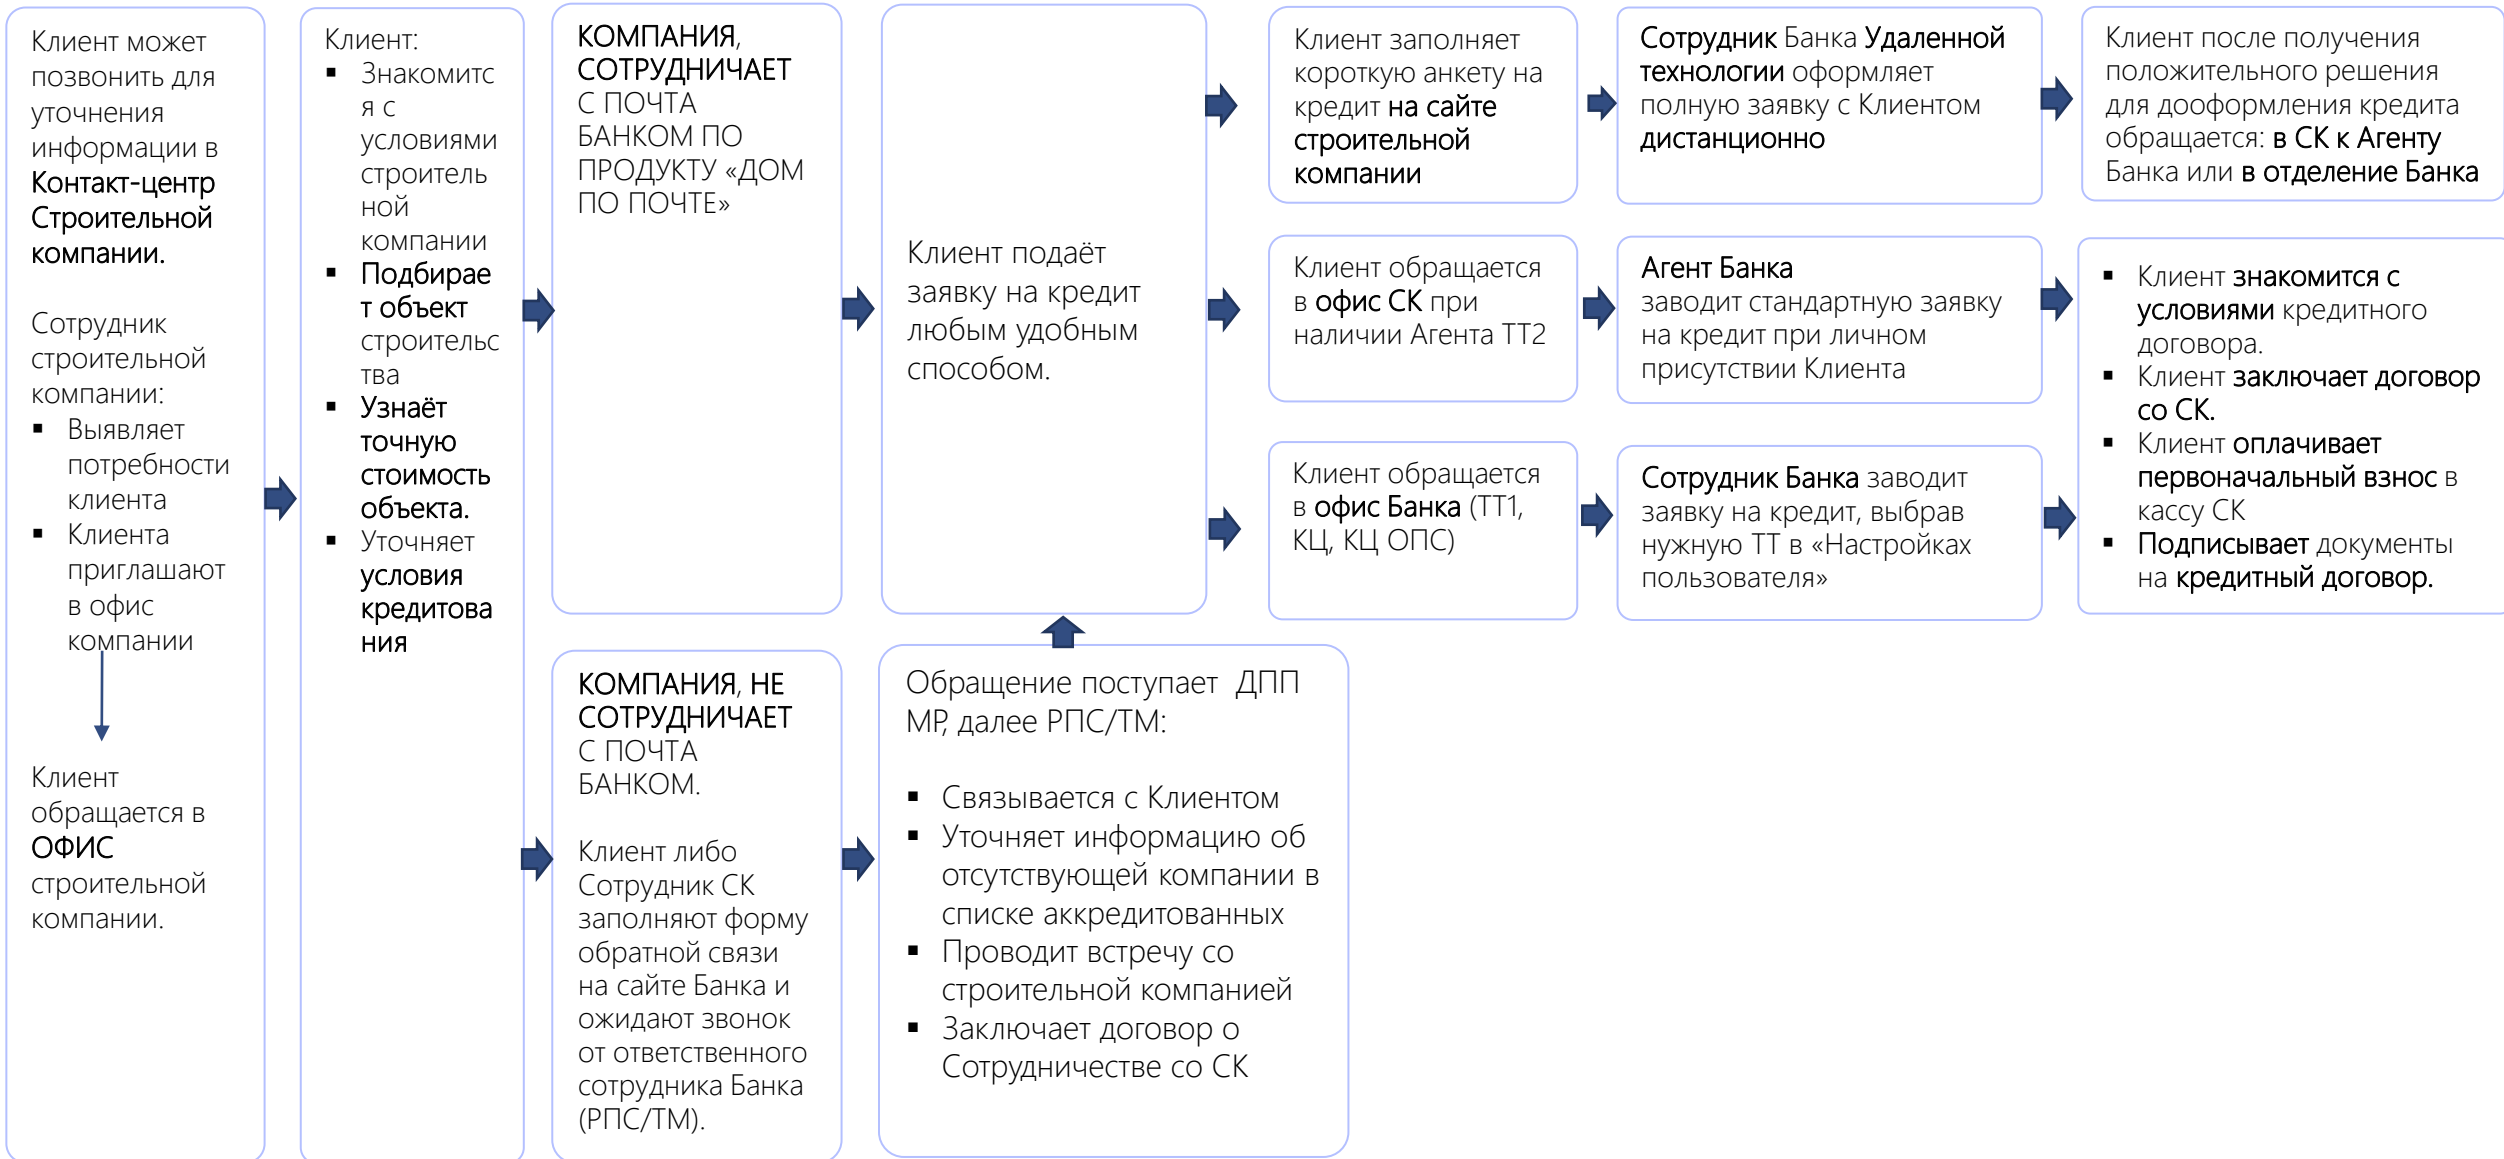 Клиент может
позвонить для
уточнения
информации в
Контакт-центр
Строительной
компании.
Сотрудник
строительной
компании:
▪ Выявляет
потребности
клиента
▪ Клиента
приглашают
в офис
компании
Клиент
обращается в
ОФИС
строительной
компании.
Клиент:
▪ Знакомитс
я с
условиями
строитель
ной
компании
▪ Подбирае
т объект
строительс
тва
▪ Узнаёт
точную
стоимость
объекта.
▪ Уточняет
условия
кредитова
ния
КОМПАНИЯ,
СОТРУДНИЧАЕТ
С ПОЧТА
БАНКОМ ПО
ПРОДУКТУ «ДОМ
ПО ПОЧТЕ»
КОМПАНИЯ, НЕ
СОТРУДНИЧАЕТ
С ПОЧТА
БАНКОМ.
Клиент либо
Сотрудник СК
заполняют форму
обратной связи
на сайте Банка и
ожидают звонок
от ответственного
сотрудника Банка
(РПС/ТМ).
Клиент подаёт
заявку на кредит
любым удобным
способом.
Обращение поступает ДПП
МР, далее РПС/ТМ:
▪ Связывается с Клиентом
▪ Уточняет информацию об
отсутствующей компании в
списке аккредитованных
▪ Проводит встречу со
строительной компанией
▪ Заключает договор о
Сотрудничестве со СК
Клиент заполняет
короткую анкету на
кредит на сайте
строительной
компании
Сотрудник Банка Удаленной
технологии оформляет
полную заявку с Клиентом
дистанционно
Клиент после получения
положительного решения
для дооформления кредита
обращается: в СК к Агенту
Банка или в отделение Банка
Клиент обращается
в офис СК при
наличии Агента ТТ2
Агент Банка
заводит стандартную заявку
на кредит при личном
присутствии Клиента
Клиент обращается
в офис Банка (ТТ1,
КЦ, КЦ ОПС)
Сотрудник Банка заводит
заявку на кредит, выбрав
нужную ТТ в «Настройках
пользователя»
▪ Клиент знакомится с
условиями кредитного
договора.
▪ Клиент заключает договор
со СК.
▪ Клиент оплачивает
первоначальный взнос в
кассу СК
▪ Подписывает документы
на кредитный договор.